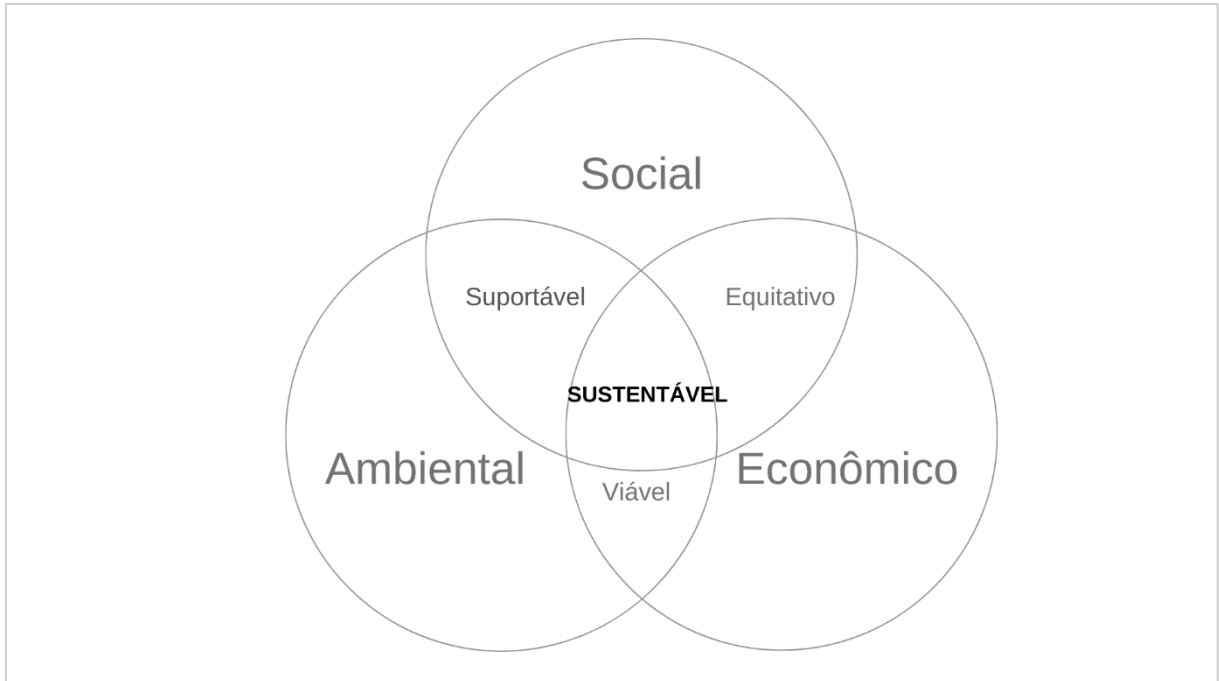 Social
Suportável
Equitativo
SUSTENTÁVEL
Ambiental
Econômico
Viável